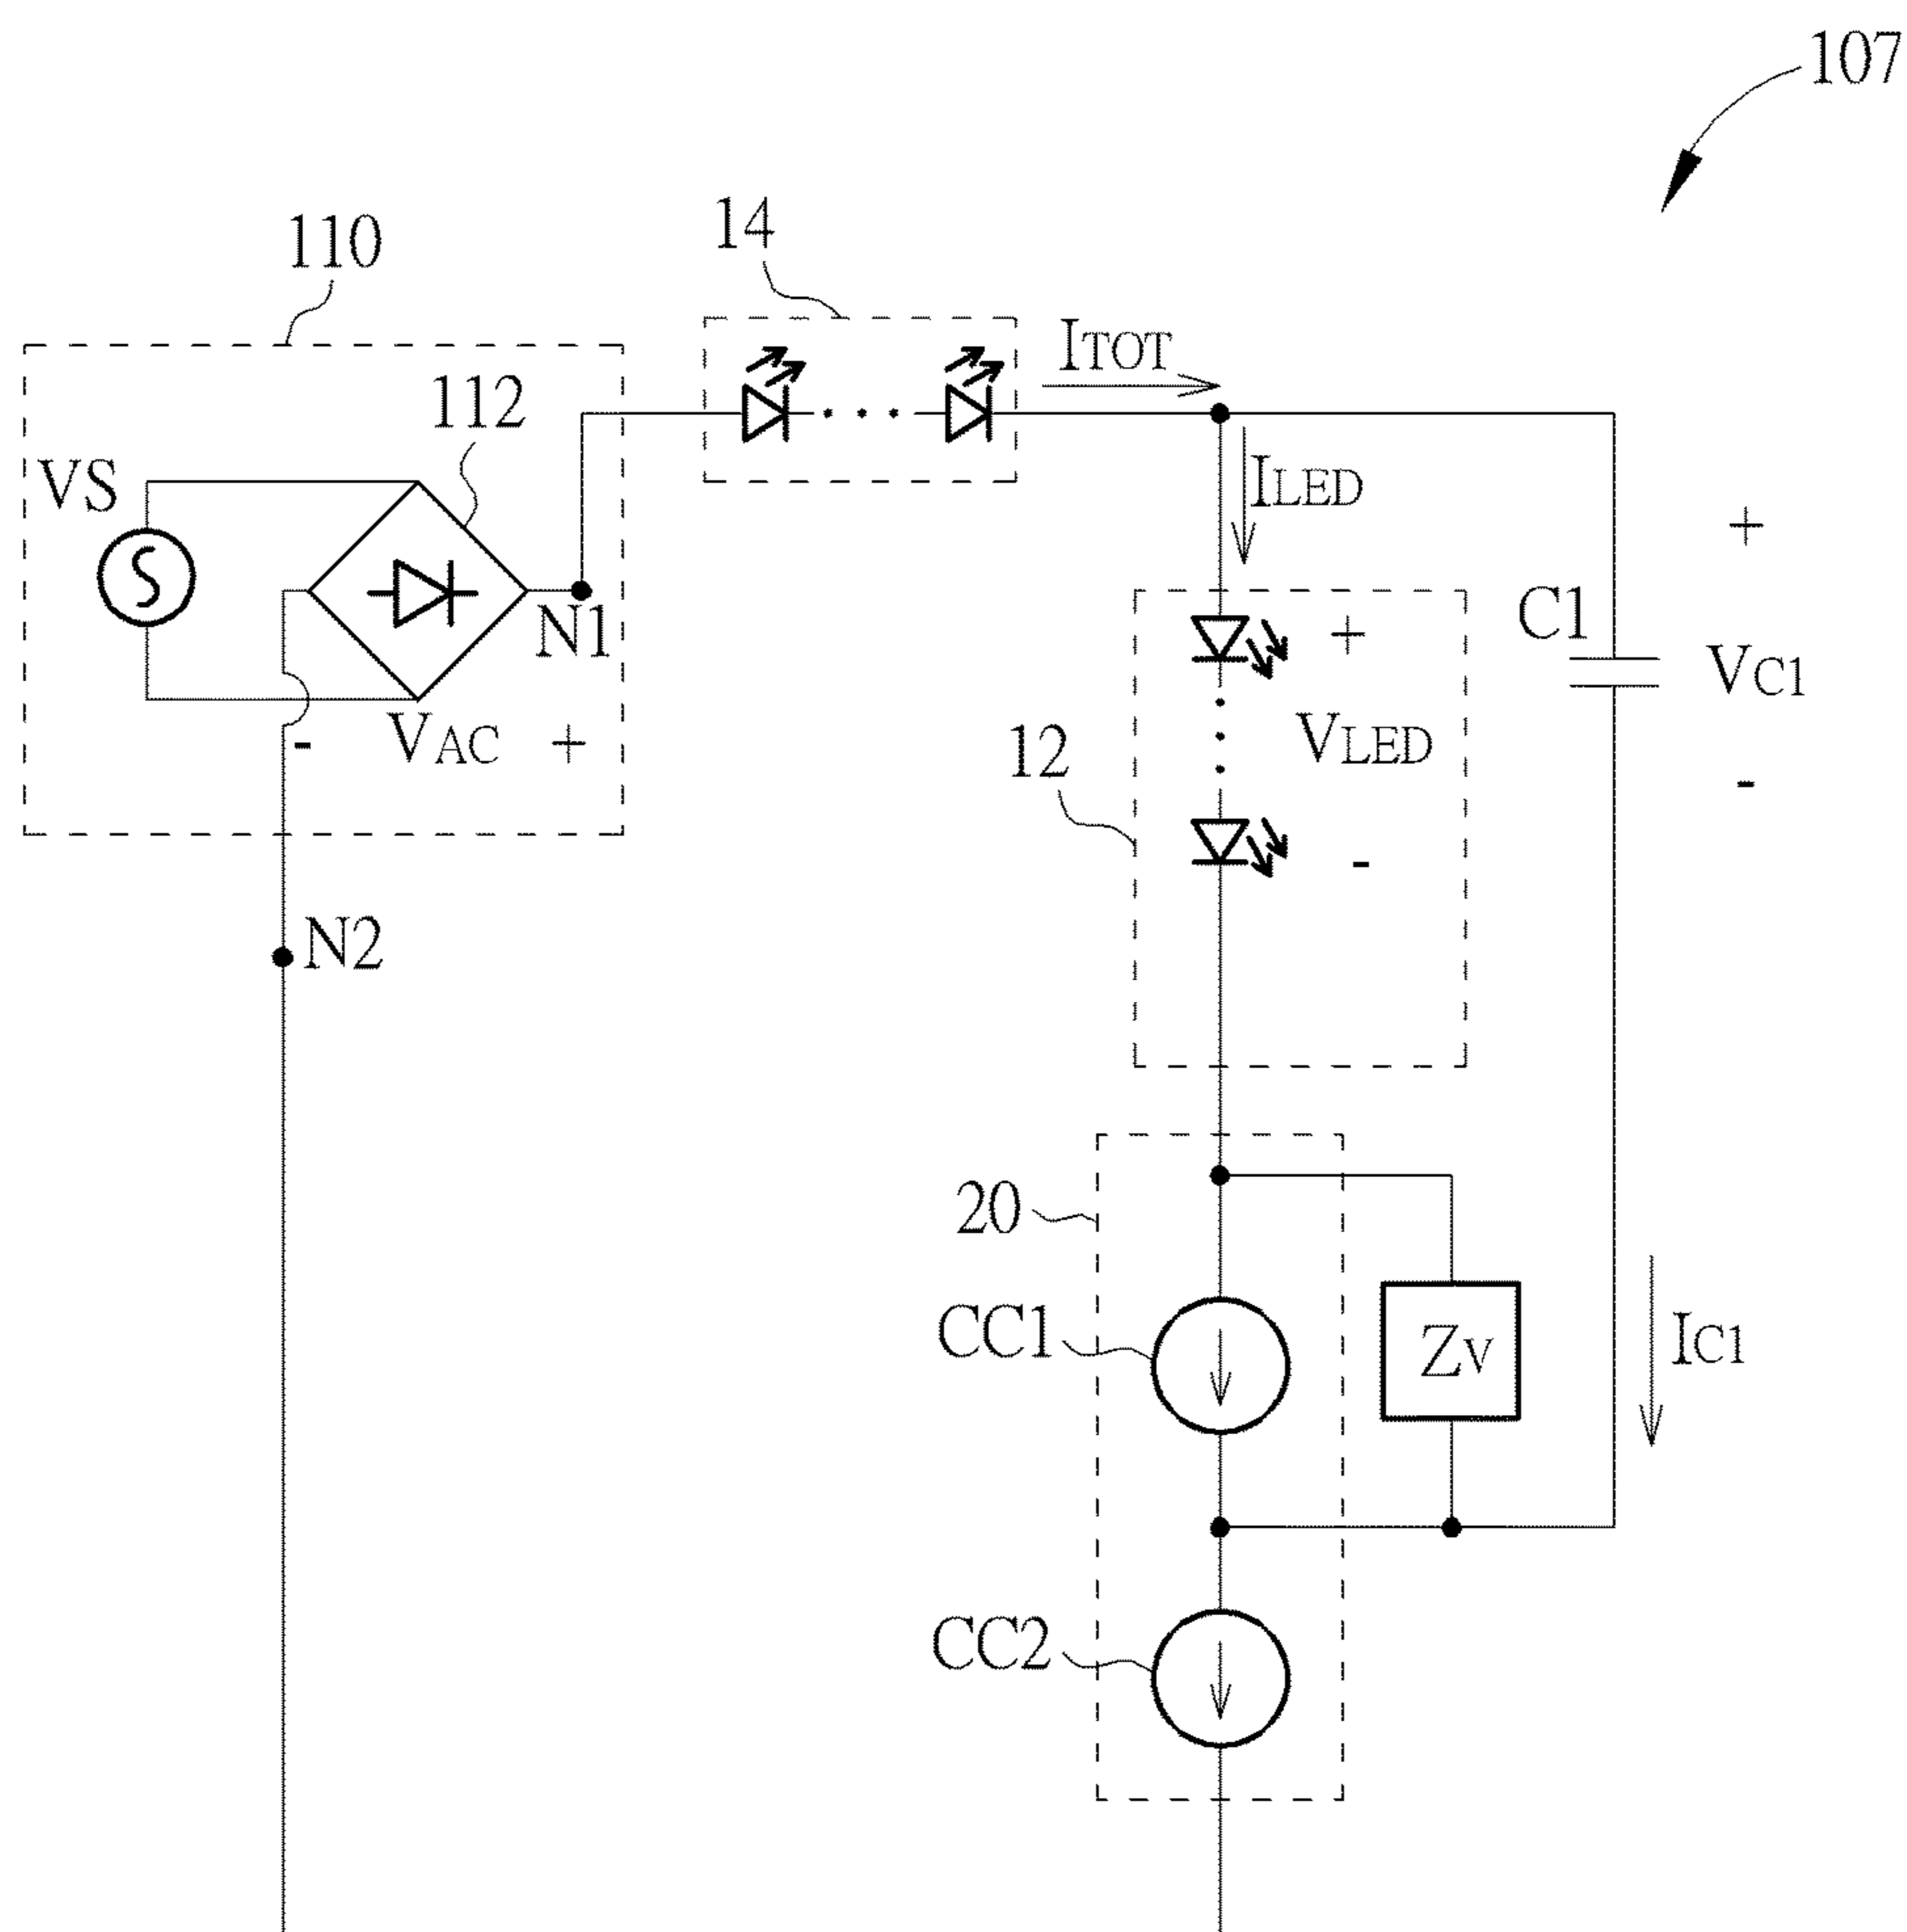 107
110
14
ITOT
112
VS
ILED
N1
+
C1
+
VC1
- VAC +
12
VLED
-
-
N2
20
CC1
ZV
IC1
CC2